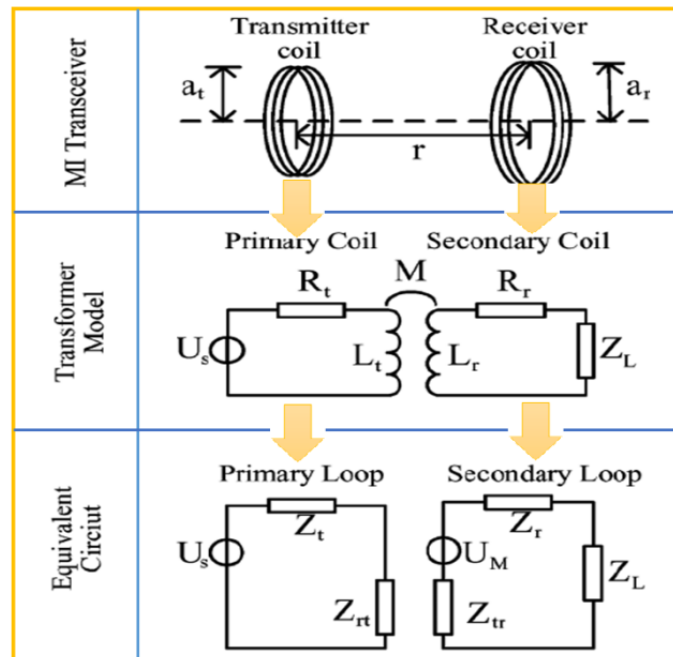 MI Transceiver
Transmitter coil
Receiver coil
a_t
a_r
r
Transformer Model
Primary Coil
Secondary Coil
M
R_t
R_r
U_s
L_t
L_r
Z_L
Equivalent Circiut
Primary Loop
Secondary Loop
Z_t
Z_r
U_s
U_M
Z_L
Z_rt
Z_tr